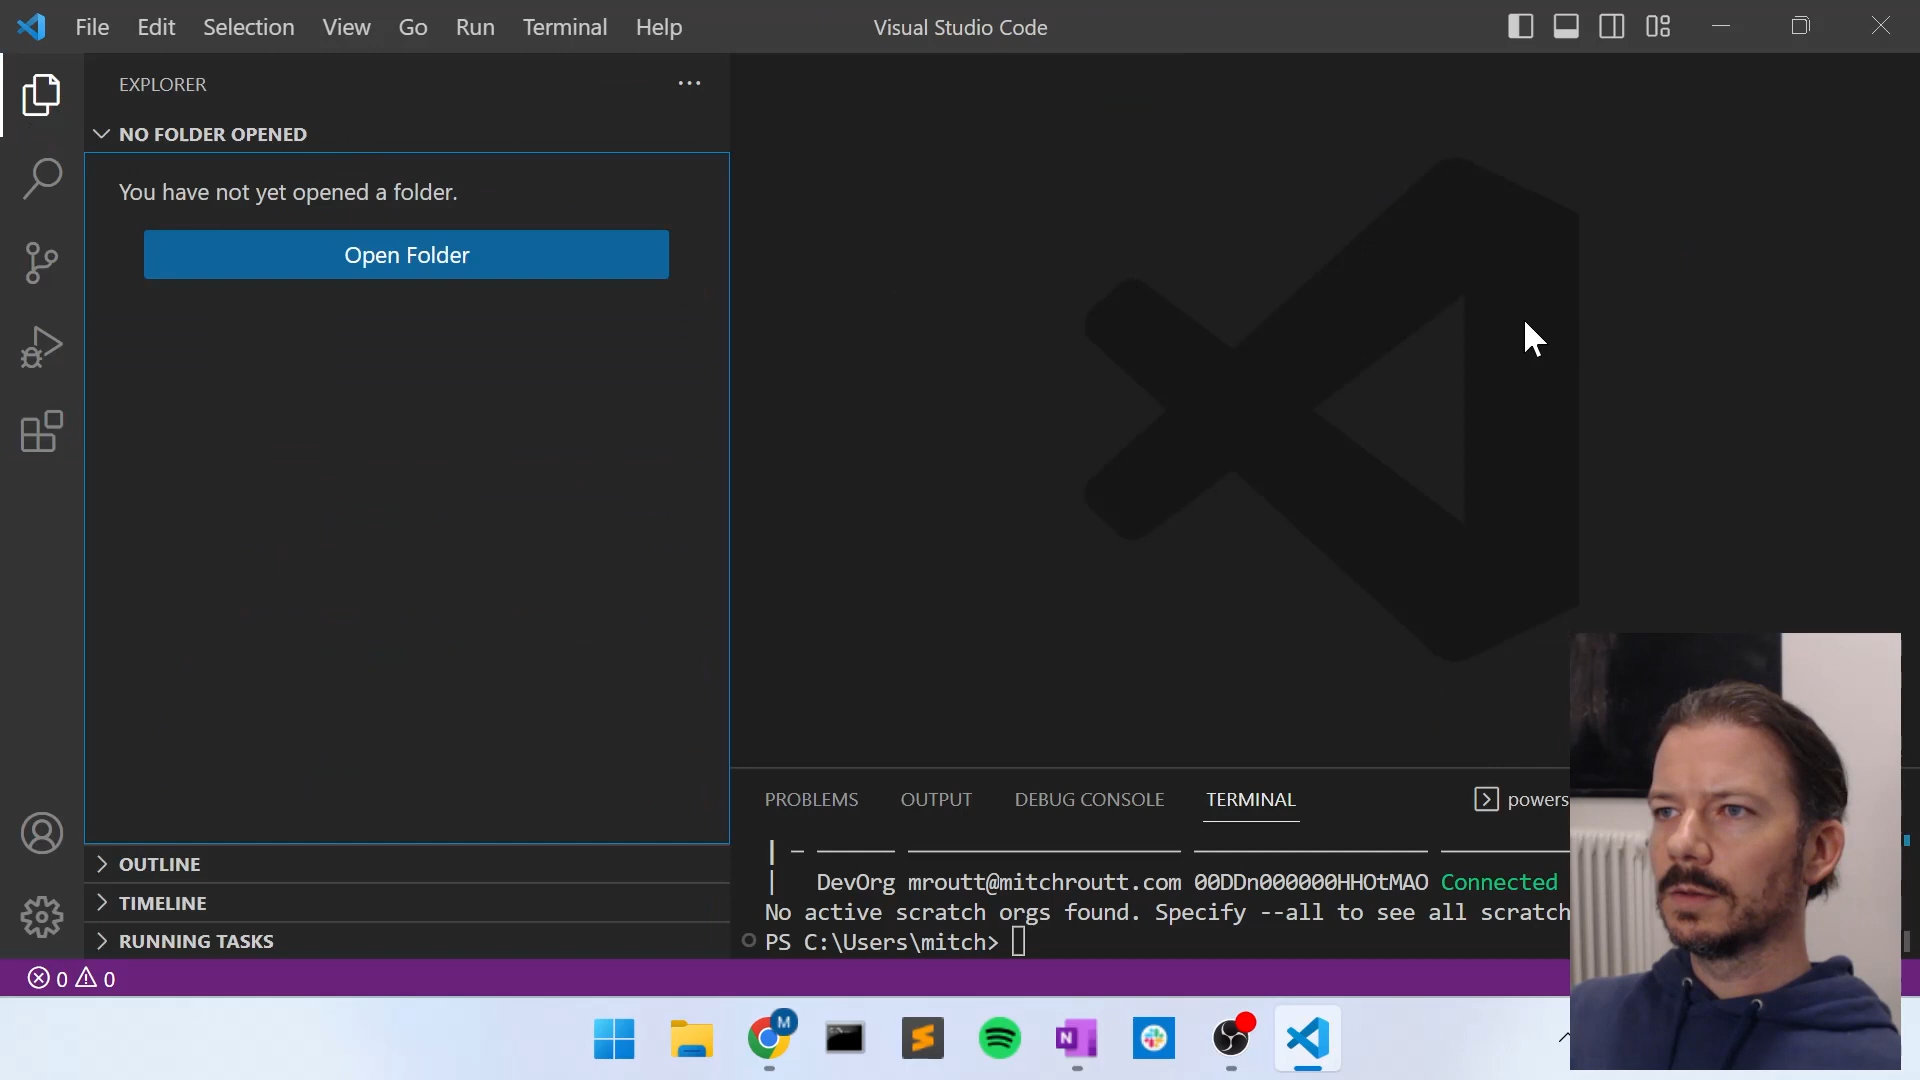 File Edit Selection View Go Run Terminal Help Visual Studio Code
EXPLORER ...
NO FOLDER OPENED
You have not yet opened a folder.
Open Folder
OUTLINE
TIMELINE
RUNNING TASKS
PROBLEMS OUTPUT DEBUG CONSOLE TERMINAL powers
DevOrg mroutt@mitchroutt.com 00DDn000000HHOtMAO Connected
No active scratch orgs found. Specify --all to see all scratch
PS C:\Users\mitch>
0 0
M
N